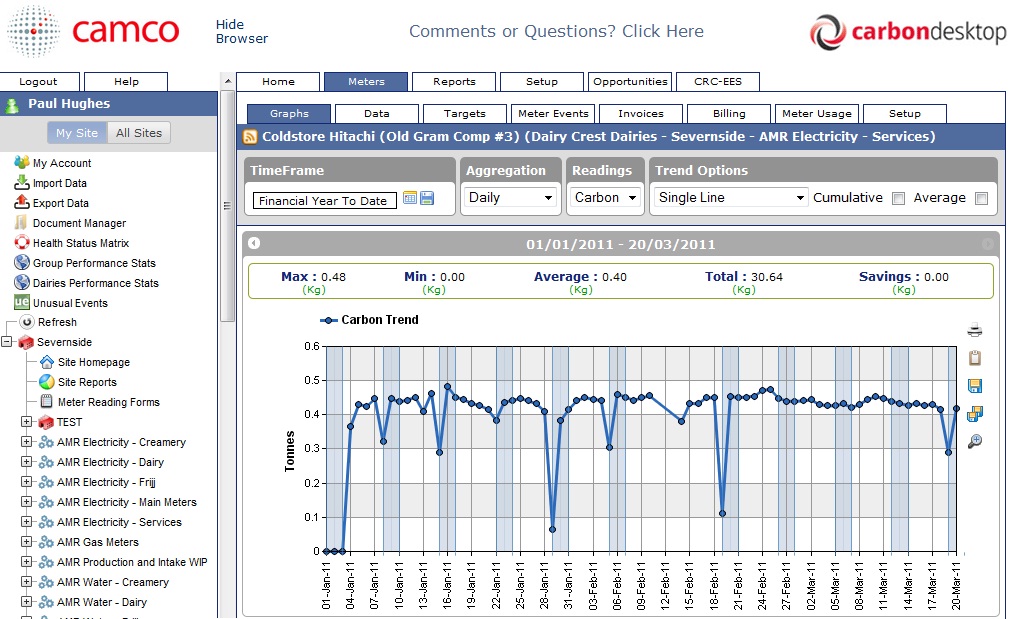 camco
Hide
Browser
Comments or Questions? Click Here
carbondesktop
Logout
Help
Home
Meters
Reports
Setup
Opportunities
CRC-EES
Paul Hughes
My Site
All Sites
My Account
Import Data
Export Data
Document Manager
Health Status Matrix
Group Performance Stats
Dairies Performance Stats
ue
Unusual Events
Refresh
Severnside
Site Homepage
Site Reports
Meter Reading Forms
TEST
AMR Electricity - Creamery
AMR Electricity - Dairy
AMR Electricity - Frijj
AMR Electricity - Main Meters
AMR Electricity - Services
AMR Gas Meters
AMR Production and Intake WIP
AMR Water - Creamery
AMR Water - Dairy
Graphs
Data
Targets
Meter Events
Invoices
Billing
Meter Usage
Setup
Coldstore Hitachi (Old Gram Comp #3) (Dairy Crest Dairies - Severnside - AMR Electricity - Services)
TimeFrame
Financial Year To Date
Aggregation
Daily
Readings
Carbon
Trend Options
Single Line
Cumulative
Average
01/01/2011 - 20/03/2011
Max : 0.48
(Kg)
Min : 0.00
(Kg)
Average : 0.40
(Kg)
Total : 30.64
(Kg)
Savings : 0.00
(Kg)
Carbon Trend
Tonnes
0.6
0.5
0.4
0.3
0.2
0.1
0
01-Jan-11
04-Jan-11
07-Jan-11
10-Jan-11
13-Jan-11
16-Jan-11
19-Jan-11
22-Jan-11
25-Jan-11
28-Jan-11
31-Jan-11
03-Feb-11
06-Feb-11
09-Feb-11
12-Feb-11
15-Feb-11
18-Feb-11
21-Feb-11
24-Feb-11
27-Feb-11
02-Mar-11
05-Mar-11
08-Mar-11
11-Mar-11
14-Mar-11
17-Mar-11
20-Mar-11